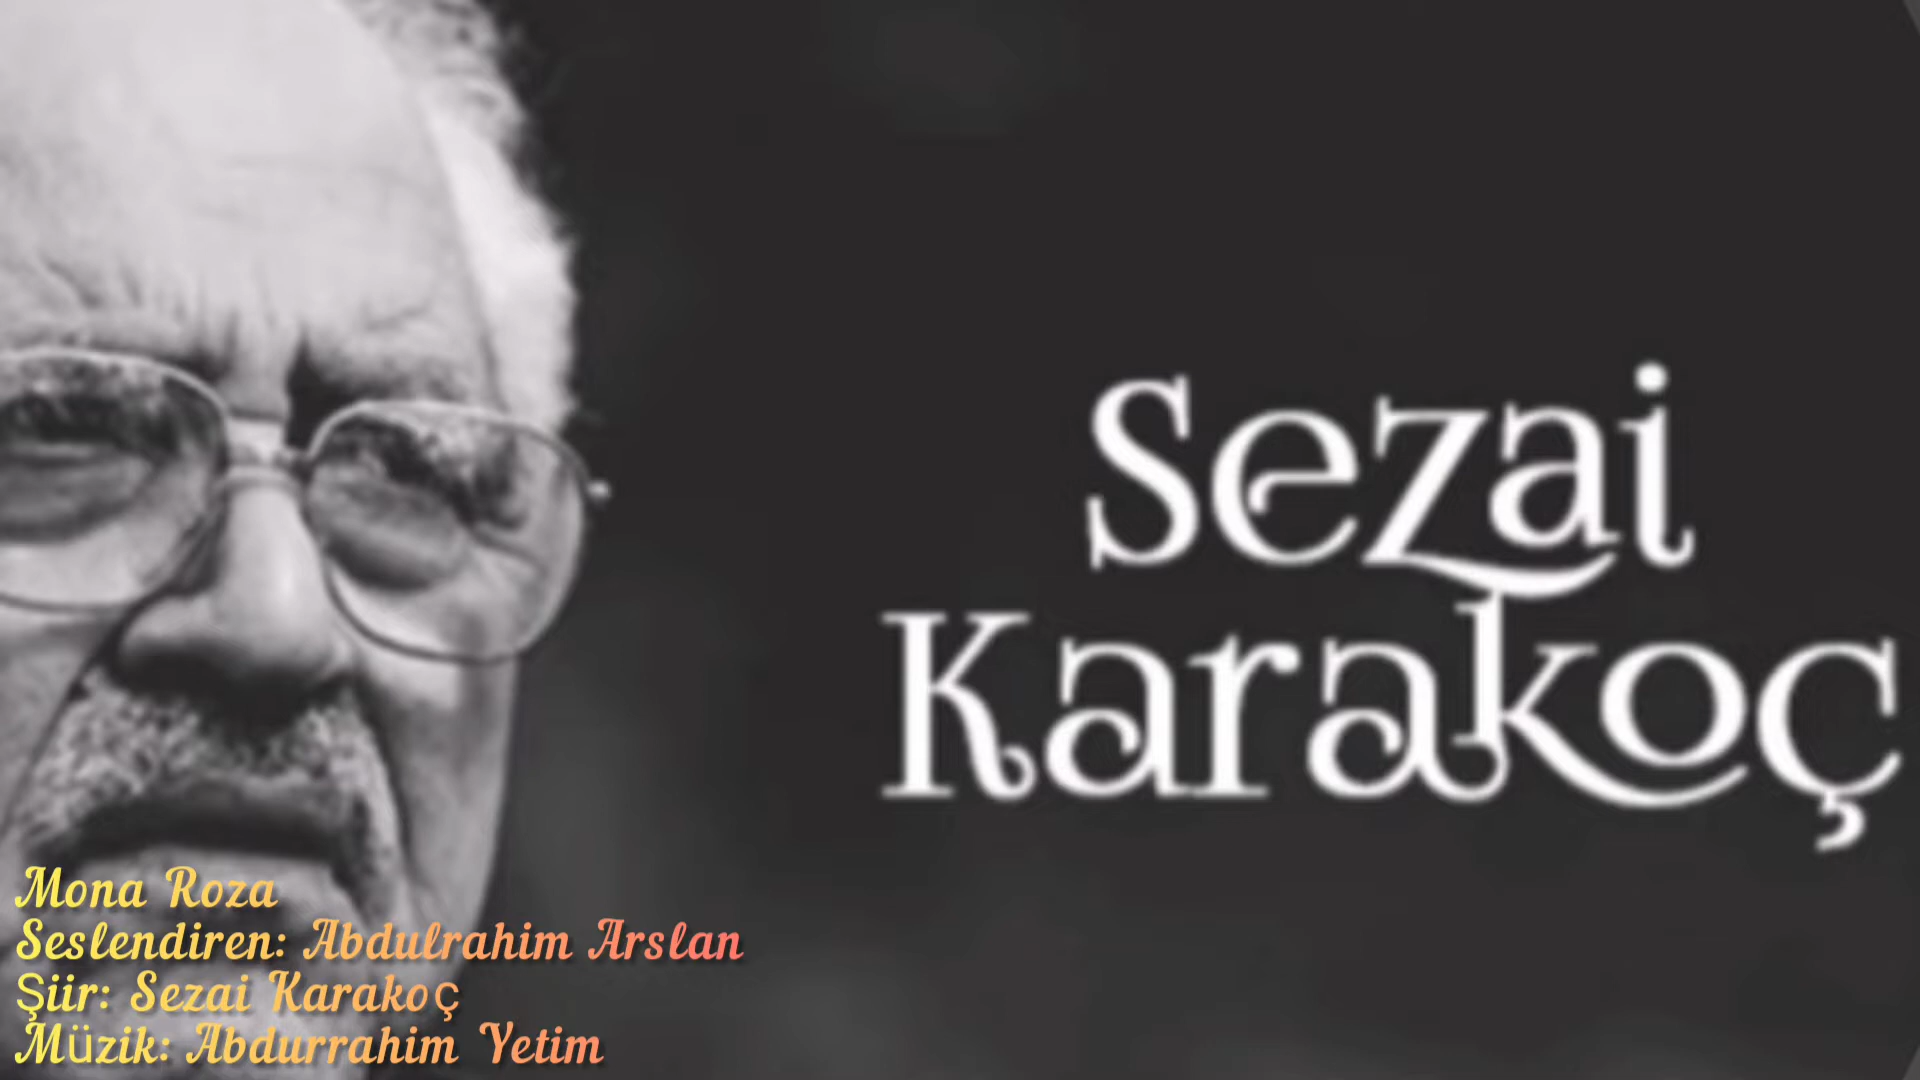 Sezai
Karakoç
Mona Roza
Seslendiren: Abdulrahim Arslan
Şiir: Sezai Karakoç
Müzik: Abdurrahim Yetim